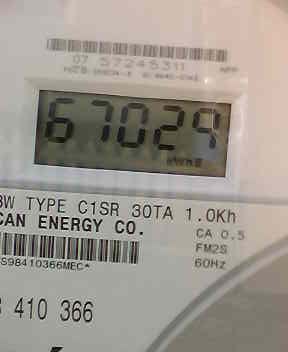 07 57245311
67029
kWh
3W TYPE C1SR 30TA 1.0Kh
CAN ENERGY CO.
CA 0.5
FM2S
60Hz
S98410366MEC*
410 366